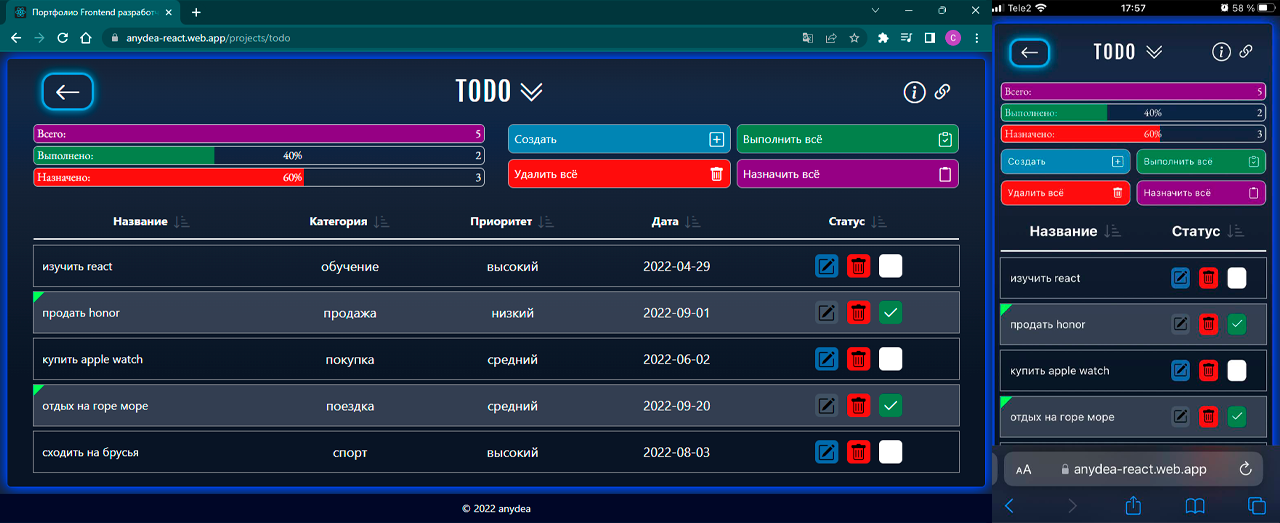 Портфолио Frontend разработч
anydea-react.web.app/projects/todo
C
TODO
Всего: 5
Выполнено: 40% 2
Назначено: 60% 3
Создать
Выполнить всё
Удалить всё
Назначить всё
Название Категория Приоритет Дата Статус
изучить react обучение высокий 2022-04-29
продать honor продажа низкий 2022-09-01
купить apple watch покупка средний 2022-06-02
отдых на горе море поездка средний 2022-09-20
сходить на брусья спорт высокий 2022-08-03
© 2022 anydea
Tele2 17:57 58 %
TODO
Всего: 5
Выполнено: 40% 2
Назначено: 60% 3
Создать
Выполнить всё
Удалить всё
Назначить всё
Название Статус
изучить react
продать honor
купить apple watch
отдых на горе море
AA anydea-react.web.app